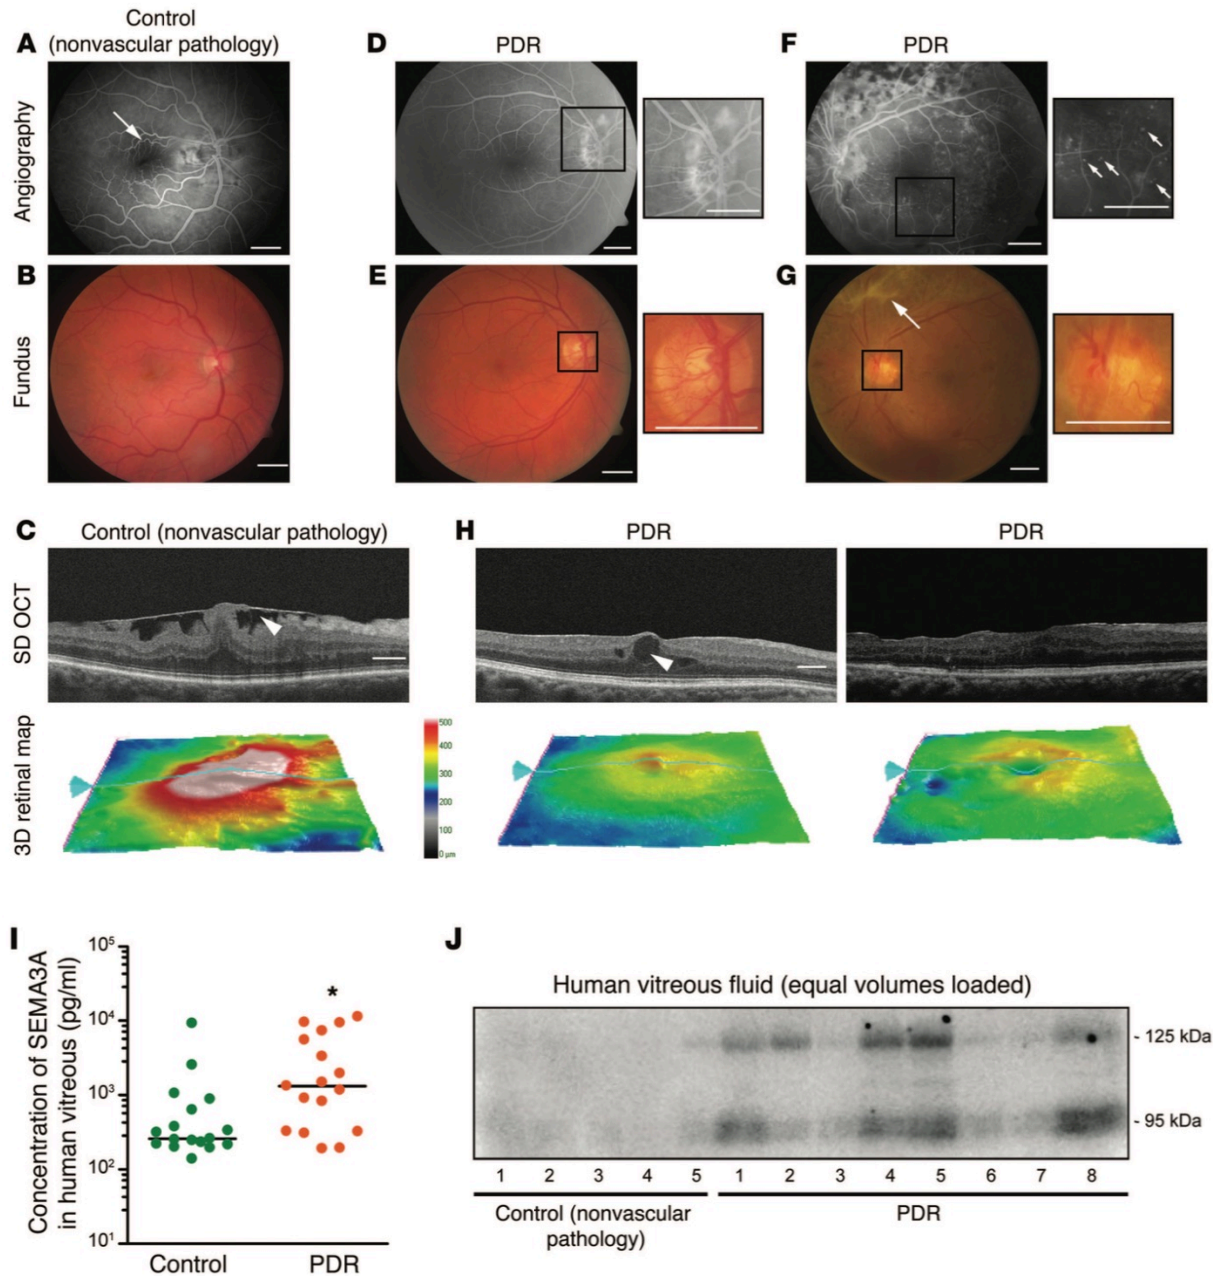 Control
(nonvascular pathology)
A
D
PDR
F
PDR
Angiography
B
E
G
Fundus
C
Control (nonvascular pathology)
H
PDR
PDR
SD OCT
3D retinal map
500
400
300
200
100
0 µm
I
J
Concentration of SEMA3A
in human vitreous (pg/ml)
10⁵
10⁴
10³
10²
10¹
*
Control
PDR
Human vitreous fluid (equal volumes loaded)
- 125 kDa
- 95 kDa
1 2 3 4 5 1 2 3 4 5 6 7 8
Control (nonvascular
pathology)
PDR